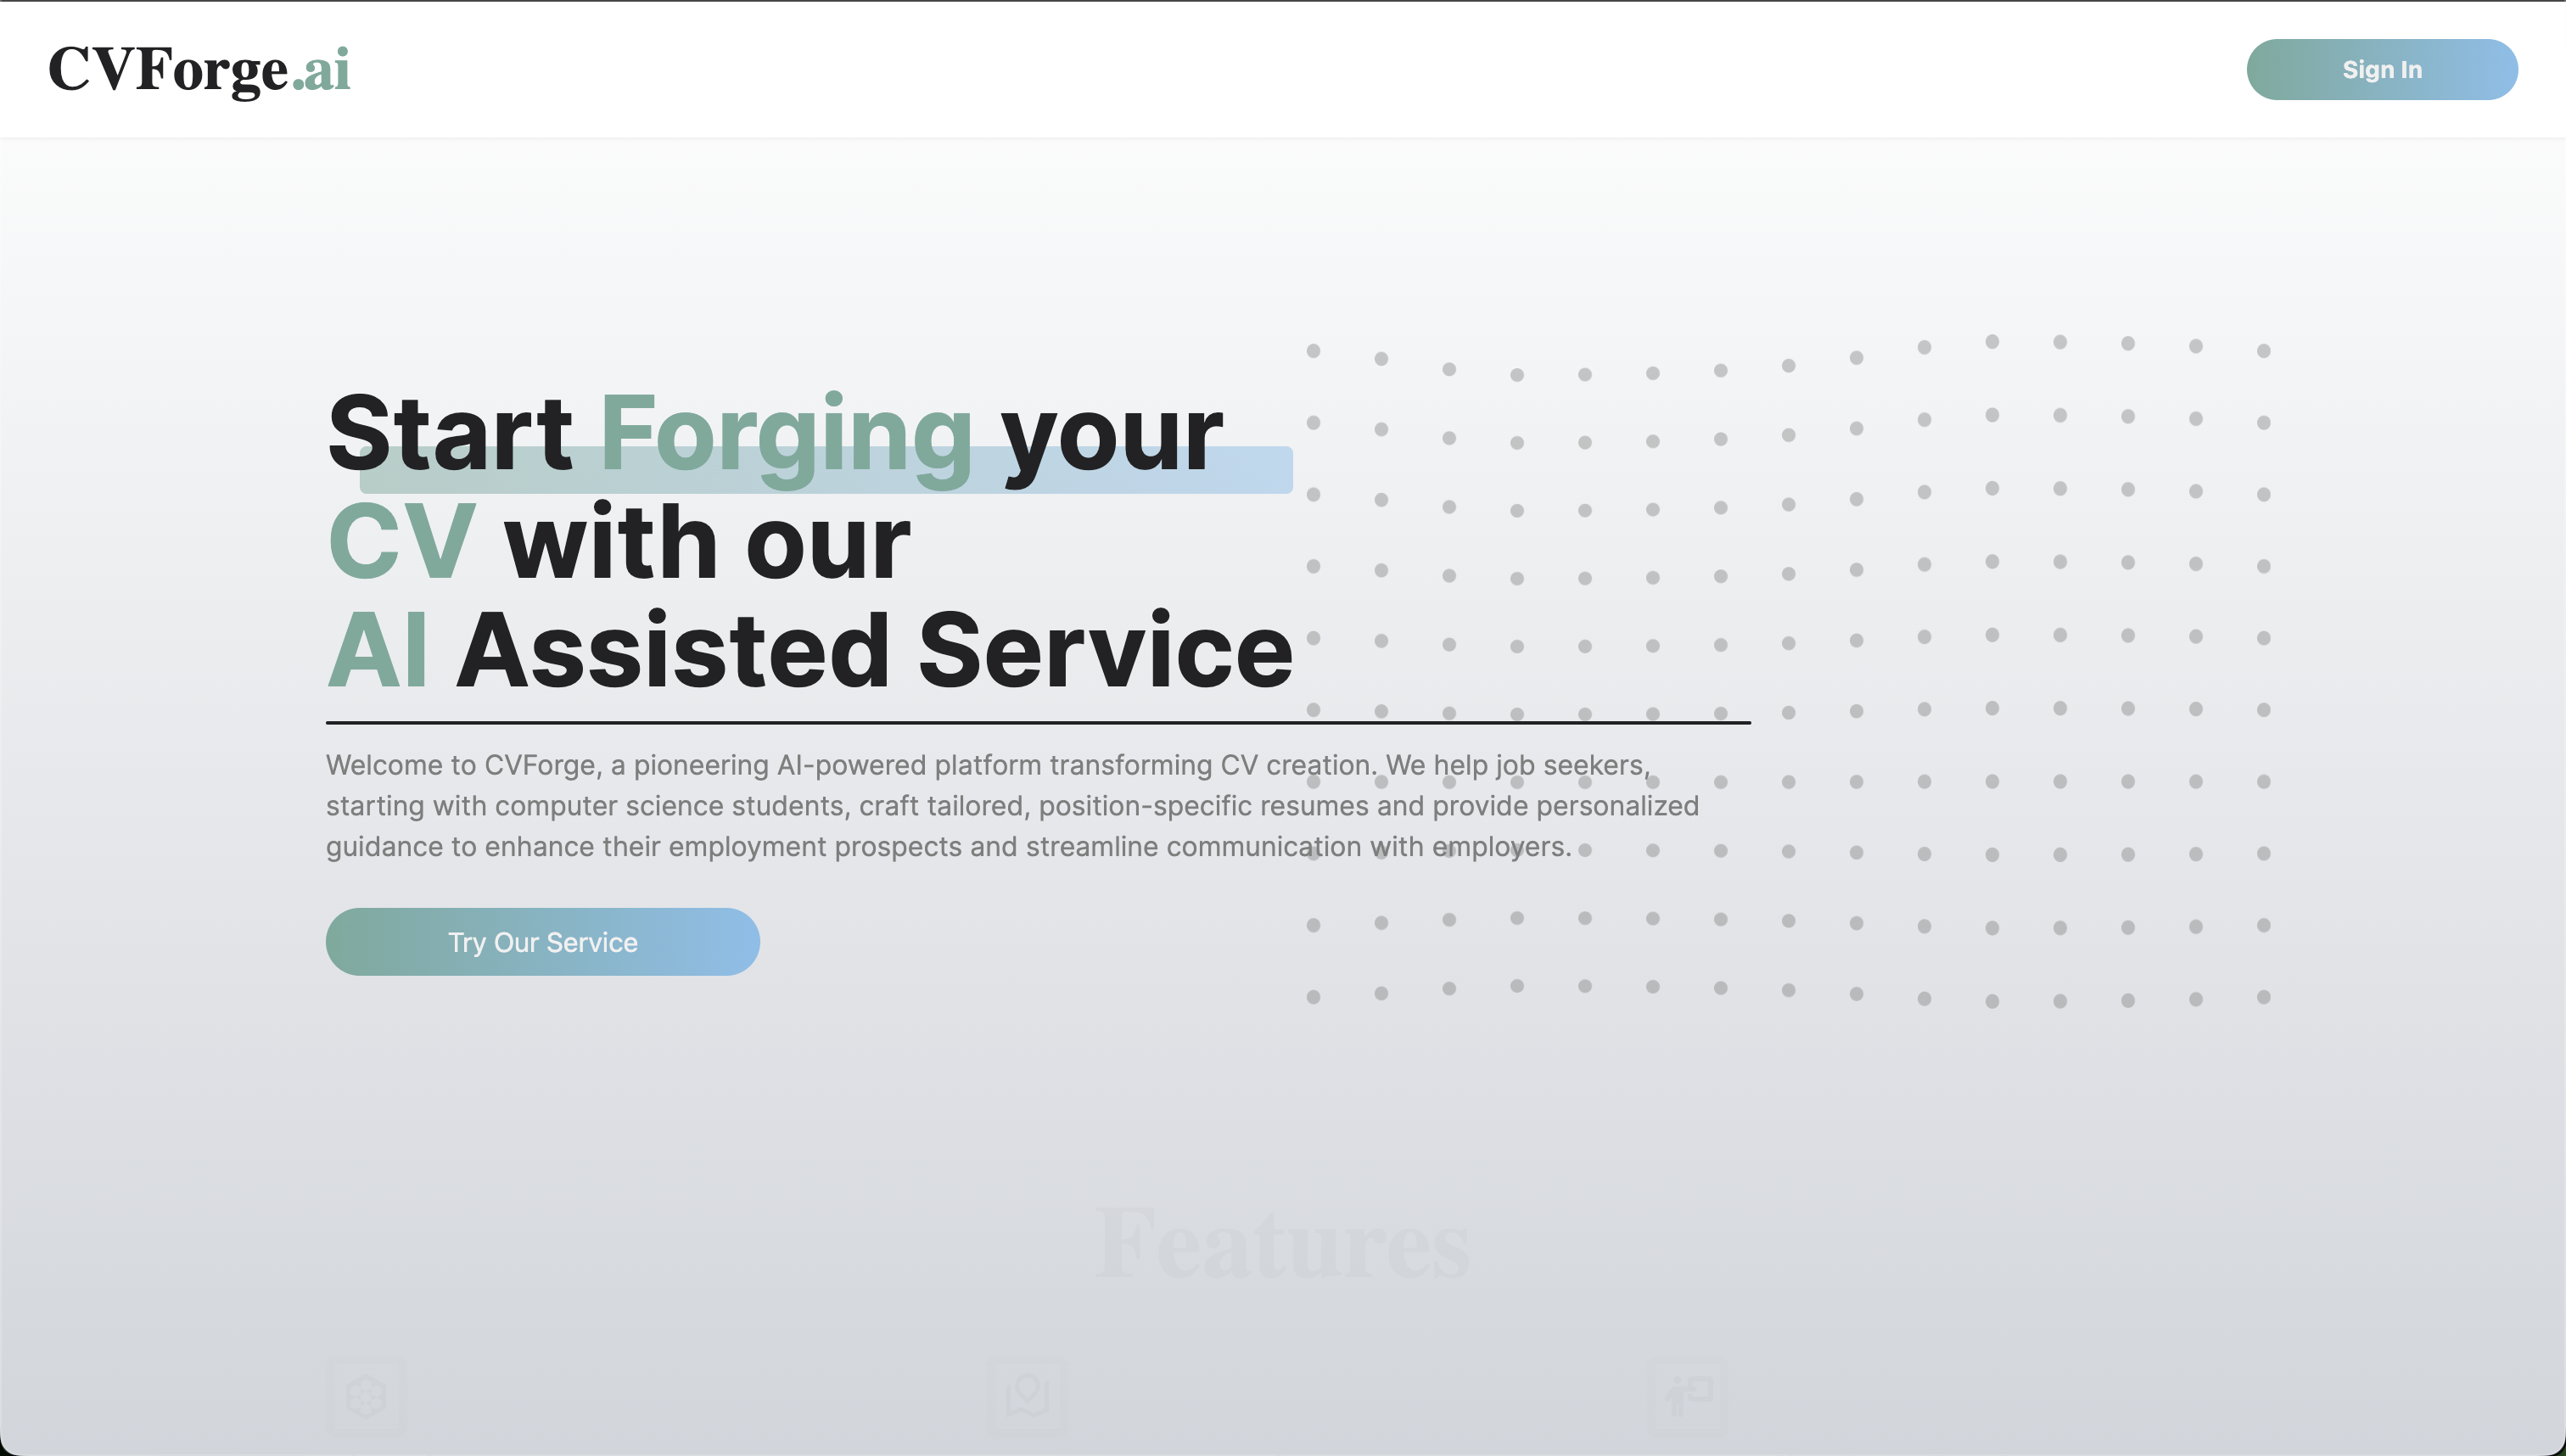 CVForge.ai
Sign In
Start Forging your
CV with our
AI Assisted Service
Welcome to CVForge, a pioneering AI-powered platform transforming CV creation. We help job seekers,
starting with computer science students, craft tailored, position-specific resumes and provide personalized
guidance to enhance their employment prospects and streamline communication with employers.
Try Our Service
Features